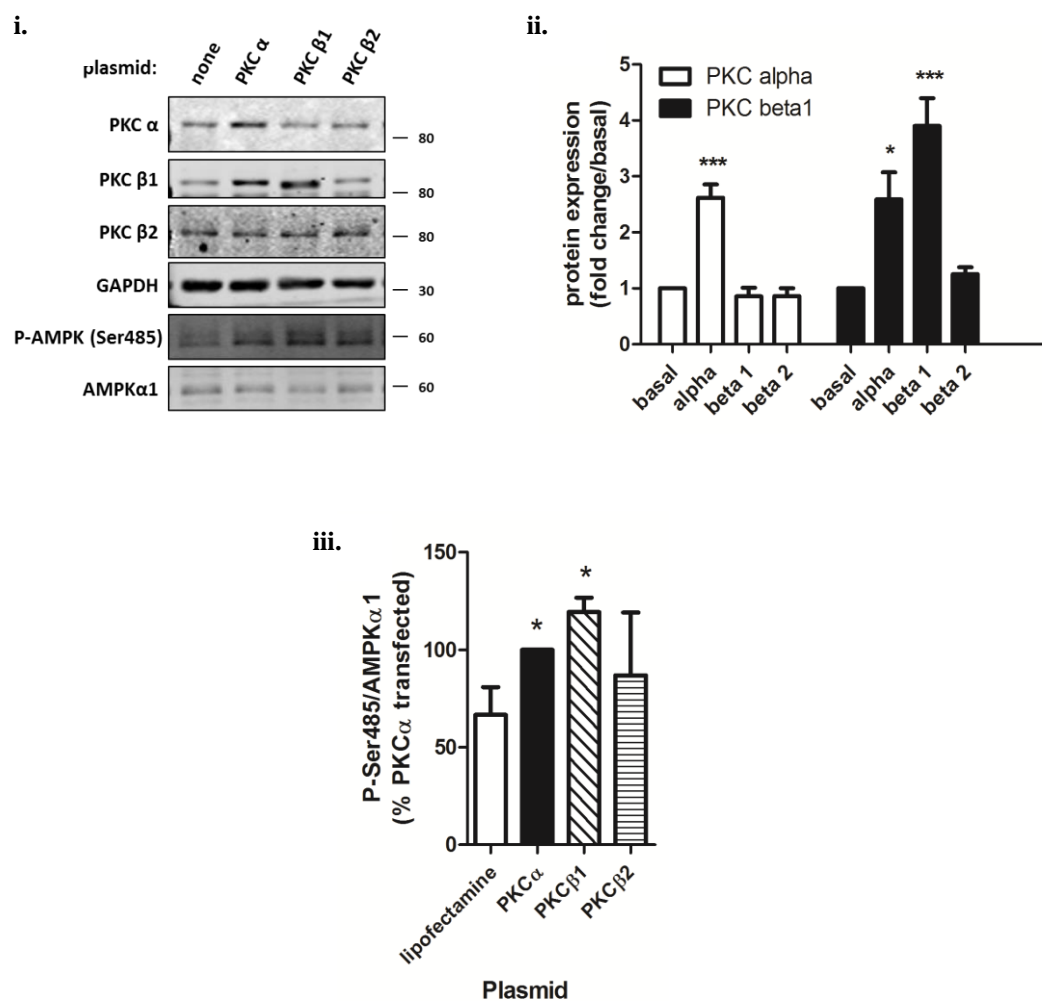 i.
plasmid:
none
PKC α
PKC β1
PKC β2
PKC α
80
PKC β1
80
PKC β2
80
GAPDH
30
P-AMPK (Ser485)
60
AMPKα1
60
ii.
PKC alpha
PKC beta1
protein expression
(fold change/basal)
5
4
3
2
1
0
***
*
***
basal
alpha
beta 1
beta 2
basal
alpha
beta 1
beta 2
iii.
P-Ser485/AMPKα1
(% PKCα transfected)
150
100
50
0
*
*
lipofectamine
PKCα
PKCβ1
PKCβ2
Plasmid